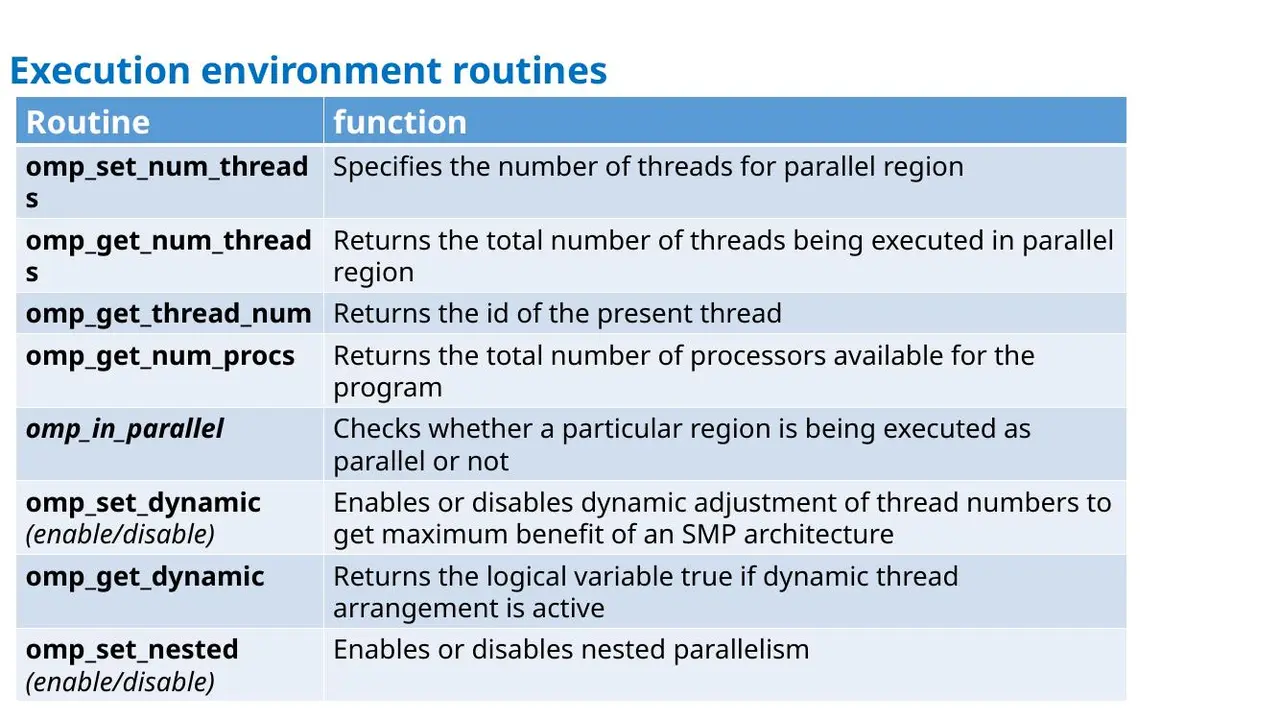 Execution environment routines
Routine
function
omp_set_num_thread
s
Specifies the number of threads for parallel region
omp_get_num_thread
s
Returns the total number of threads being executed in parallel
region
omp_get_thread_num
Returns the id of the present thread
omp_get_num_procs
Returns the total number of processors available for the
program
omp_in_parallel
Checks whether a particular region is being executed as
parallel or not
omp_set_dynamic
(enable/disable)
Enables or disables dynamic adjustment of thread numbers to
get maximum benefit of an SMP architecture
omp_get_dynamic
Returns the logical variable true if dynamic thread
arrangement is active
omp_set_nested
(enable/disable)
Enables or disables nested parallelism